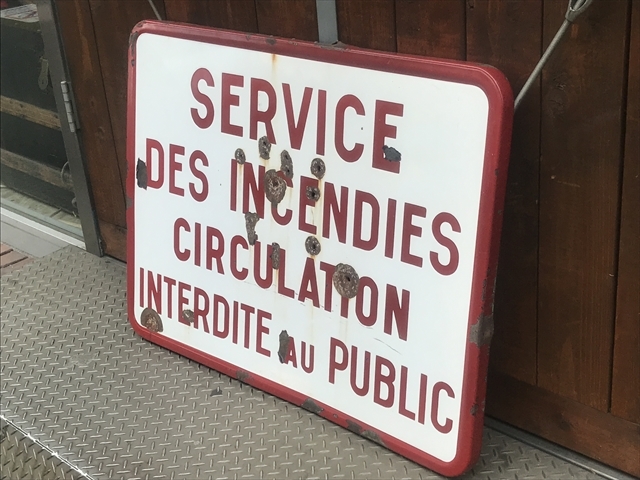 SERVICE
DES INCENDIES
CIRCULATION
INTERDITE AU PUBLIC